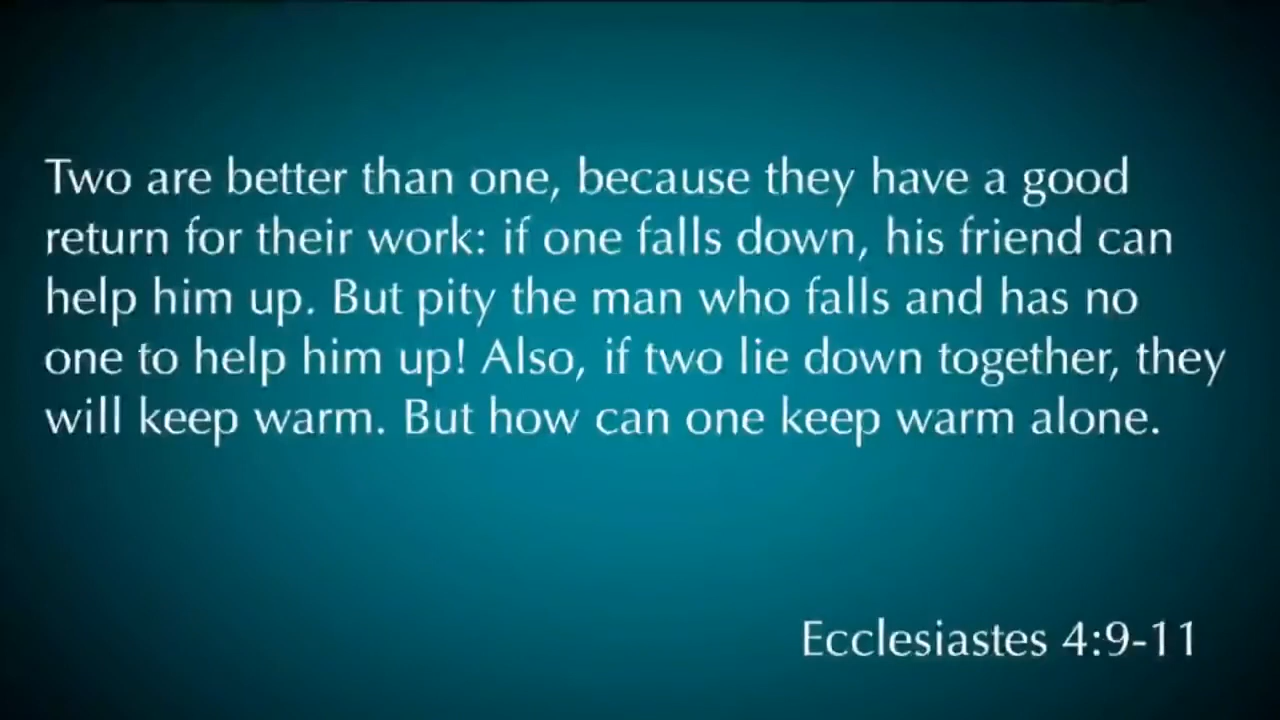 Two are better than one, because they have a good
return for their work: if one falls down, his friend can
help him up. But pity the man who falls and has no
one to help him up! Also, if two lie down together, they
will keep warm. But how can one keep warm alone.
Ecclesiastes 4:9-11